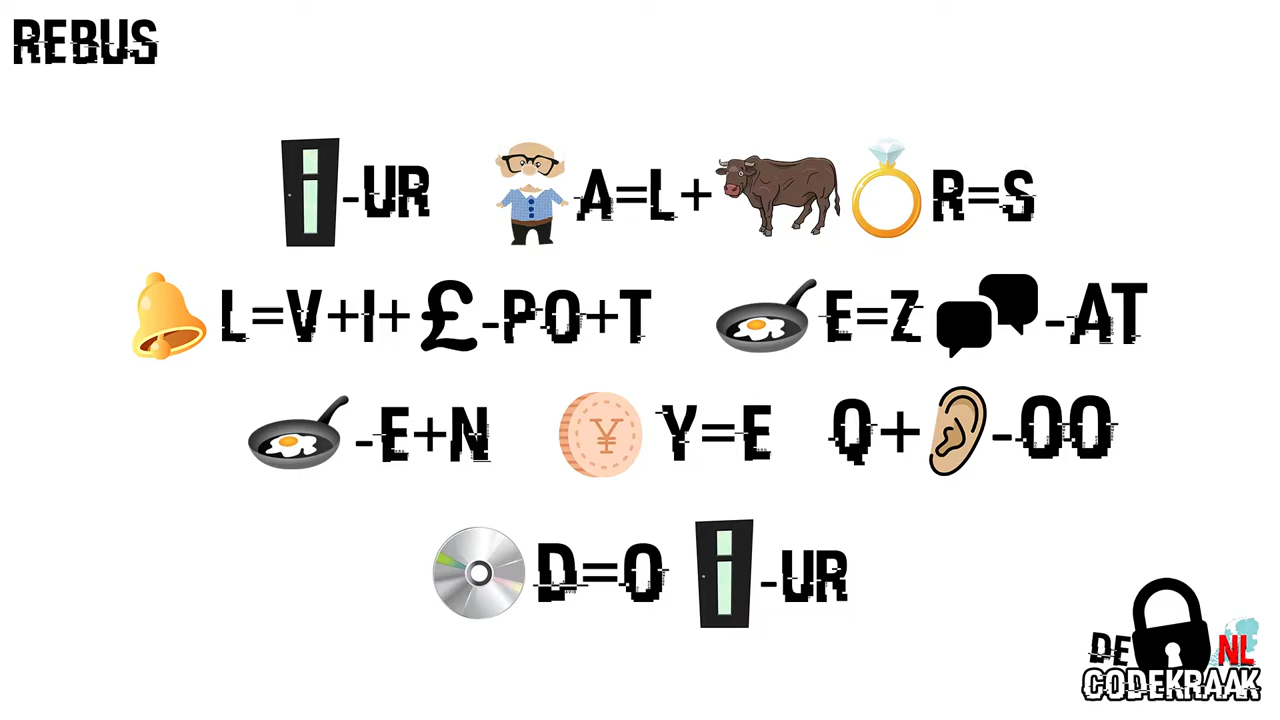 REBUS
i -UR A=L+ R=S
L=V+I+£-PO+T E=Z -AT
-E+N ¥ Y=E Q+ -OO
D=O i -UR
DE NL
CODEKRAAK